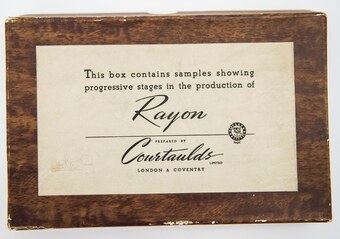 This box contains samples showing
progressive stages in the production of
Rayon
PREPARED BY
Courtaulds
LIMITED
LONDON & COVENTRY